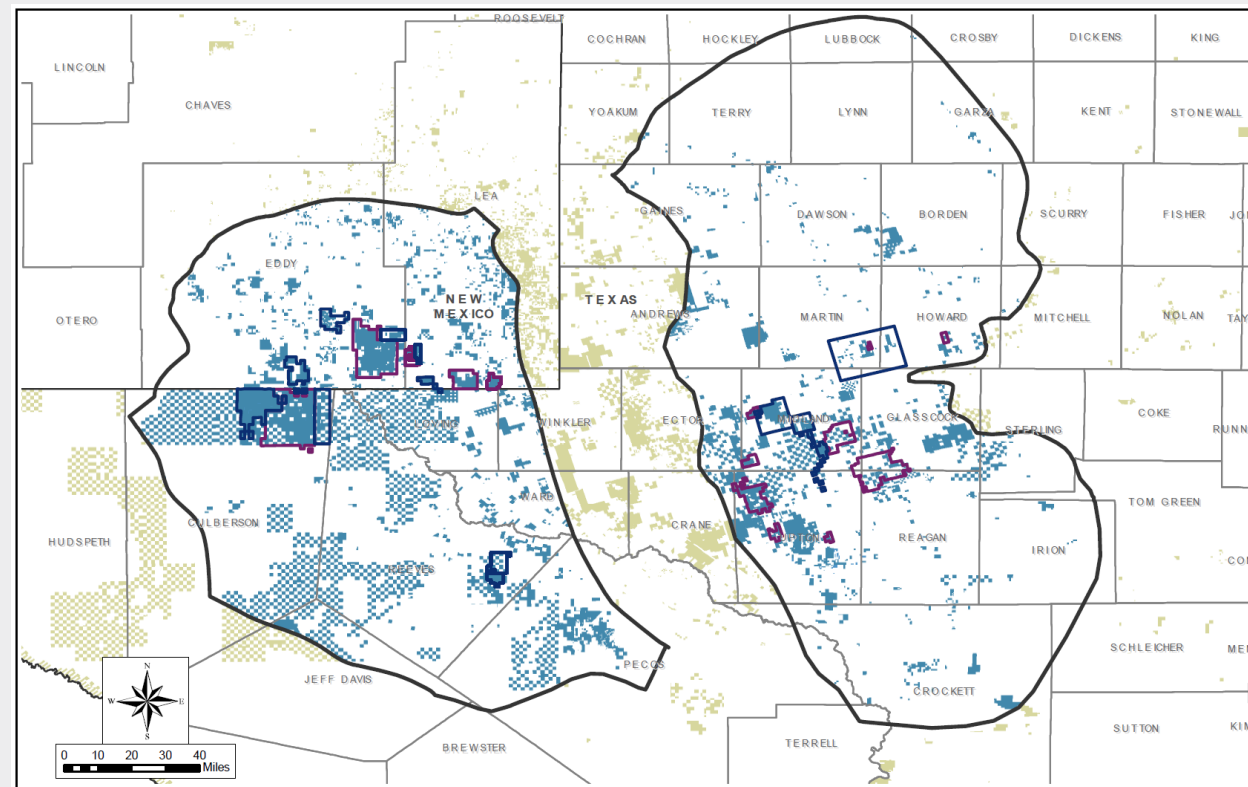 ROOSEVELT
COCHRAN
HOCKLEY
LUBBOCK
CROSBY
DICKENS
KING
LINCOLN
CHAVES
YOAKUM
TERRY
LYNN
GARZA
KENT
STONEWALL
LEA
GAINES
DAWSON
BORDEN
SCURRY
FISHER
EDDY
NEW
MEXICO
TEXAS
OTERO
ANDREWS
MARTIN
HOWARD
MITCHELL
NOLAN
TAY
WINKLER
ECTOR
MIDLAND
GLASSCOCK
STERLING
COKE
RUNN
LOVING
WARD
CRANE
CULBERSON
HUDSPETH
REEVES
UPTON
REAGAN
IRION
TOM GREEN
PECOS
JEFF DAVIS
CROCKETT
SCHLEICHER
SUTTON
BREWSTER
TERRELL
N
W
E
S
0 10 20 30 40
Miles